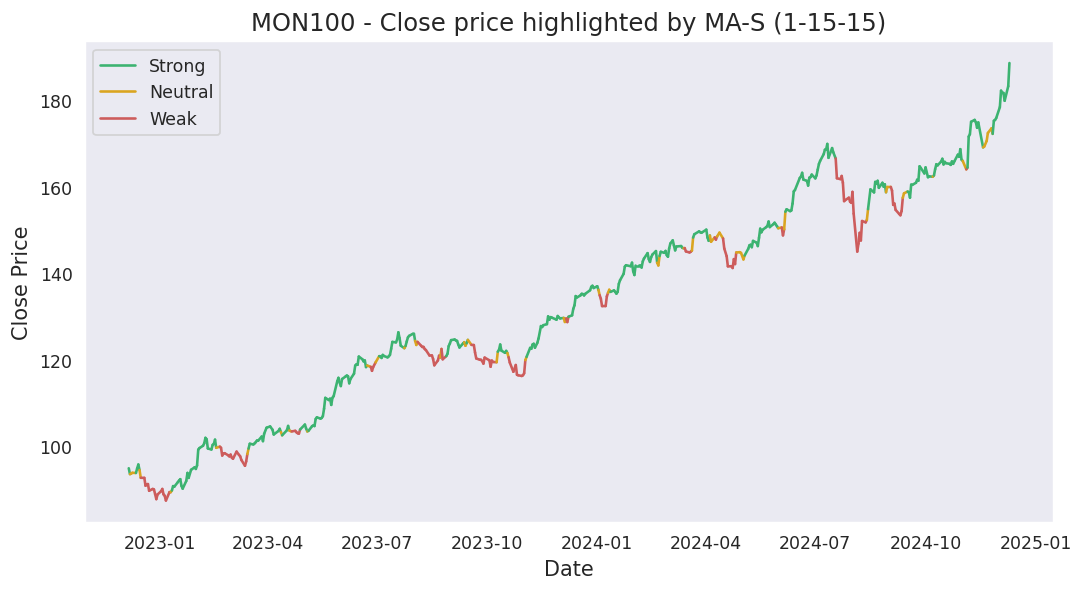 MON100 - Close price highlighted by MA-S (1-15-15)
Strong
Neutral
Weak
Close Price
180
160
140
120
100
2023-01 2023-04 2023-07 2023-10 2024-01 2024-04 2024-07 2024-10 2025-01
Date